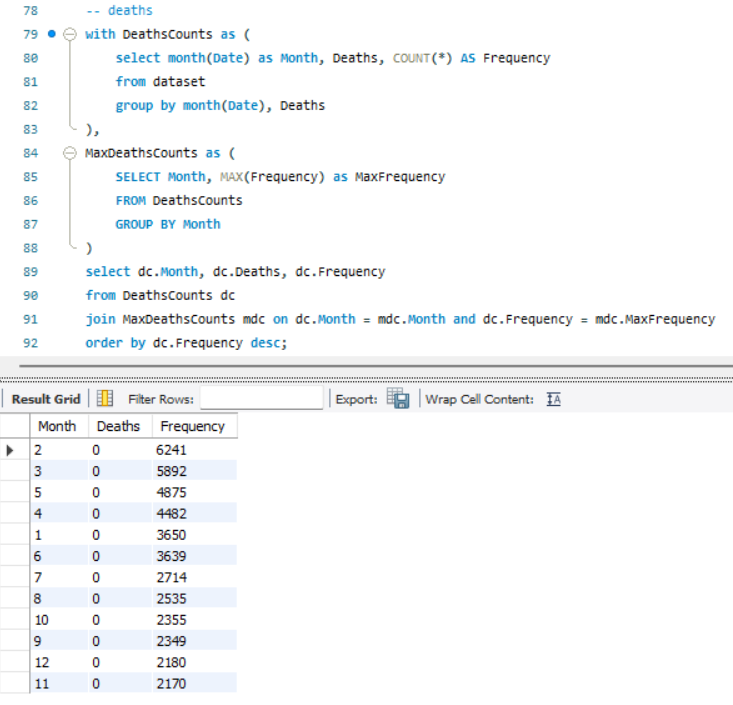 78 -- deaths
79 with DeathsCounts as (
80 select month(Date) as Month, Deaths, COUNT(*) AS Frequency
81 from dataset
82 group by month(Date), Deaths
83 ),
84 MaxDeathsCounts as (
85 SELECT Month, MAX(Frequency) as MaxFrequency
86 FROM DeathsCounts
87 GROUP BY Month
88 )
89 select dc.Month, dc.Deaths, dc.Frequency
90 from DeathsCounts dc
91 join MaxDeathsCounts mdc on dc.Month = mdc.Month and dc.Frequency = mdc.MaxFrequency
92 order by dc.Frequency desc;
Result Grid Filter Rows: Export: Wrap Cell Content: IA
Month Deaths Frequency
2 0 6241
3 0 5892
5 0 4875
4 0 4482
1 0 3650
6 0 3639
7 0 2714
8 0 2535
10 0 2355
9 0 2349
12 0 2180
11 0 2170